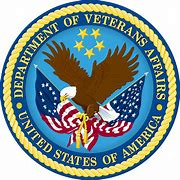 DEPARTMENT OF VETERANS AFFAIRS
UNITED STATES OF AMERICA